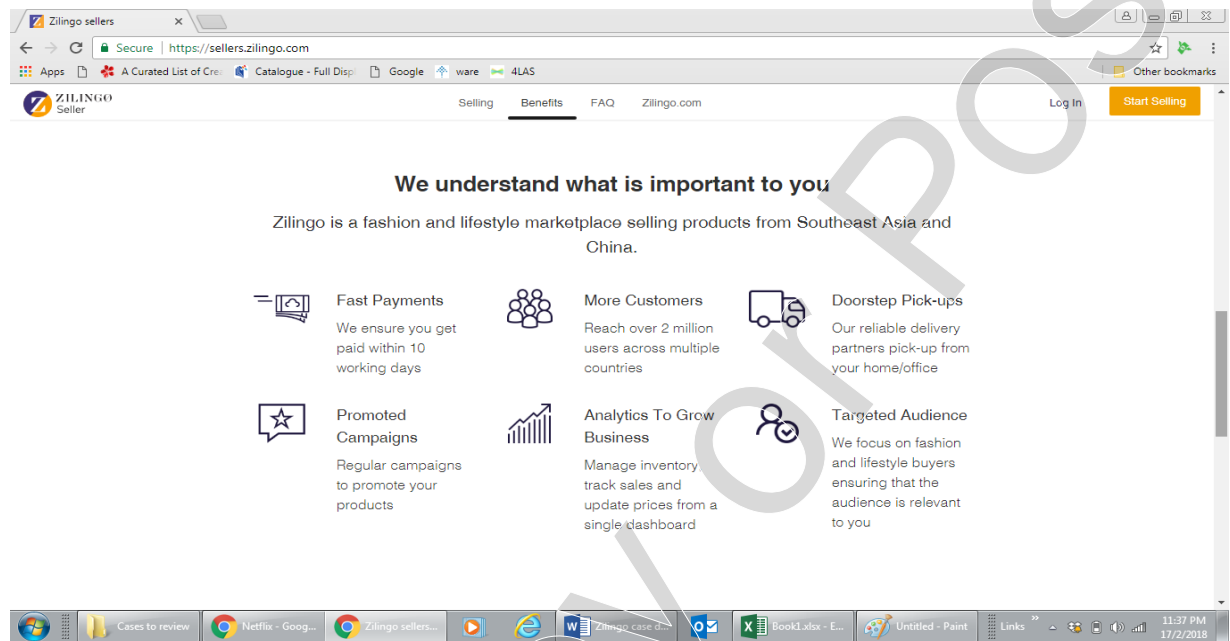 Zilingo sellers
Secure | https://sellers.zilingo.com
Apps A Curated List of Cre Catalogue - Full Disp Google ware 4LAS Other bookmarks
ZILINGO
Seller
Selling Benefits FAQ Zilingo.com Log In Start Selling
We understand what is important to you
Zilingo is a fashion and lifestyle marketplace selling products from Southeast Asia and
China.
Fast Payments
We ensure you get
paid within 10
working days
More Customers
Reach over 2 million
users across multiple
countries
Doorstep Pick-ups
Our reliable delivery
partners pick-up from
your home/office
Promoted
Campaigns
Regular campaigns
to promote your
products
Analytics To Grow
Business
Manage inventory,
track sales and
update prices from a
single dashboard
Targeted Audience
We focus on fashion
and lifestyle buyers
ensuring that the
audience is relevant
to you
Cases to review Netflix - Goog... Zilingo sellers... Zilingo case d... Book1.xlsx - E... Untitled - Paint Links 11:37 PM
17/2/2018
or Pos